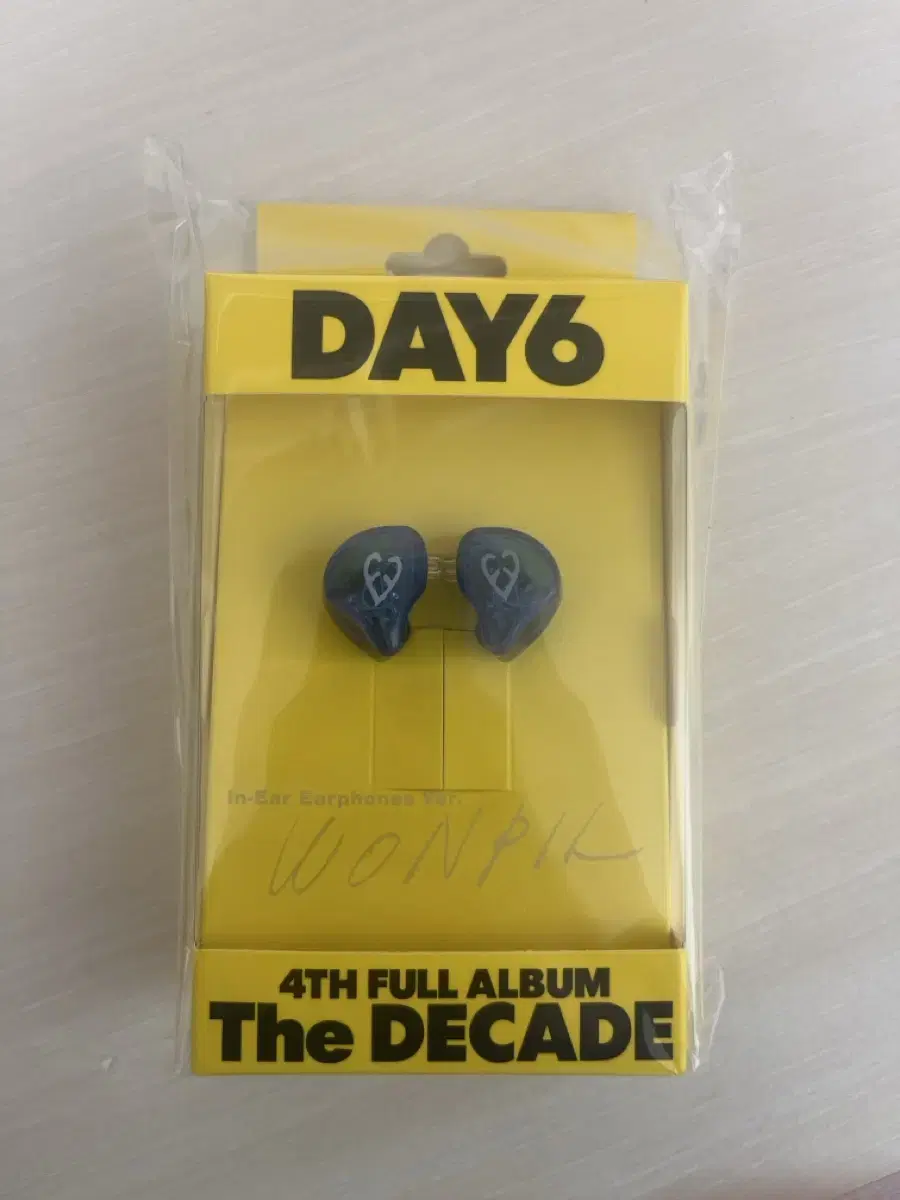 DAY6
In-Ear Earphones Ver.
WONPIL
4TH FULL ALBUM
The DECADE